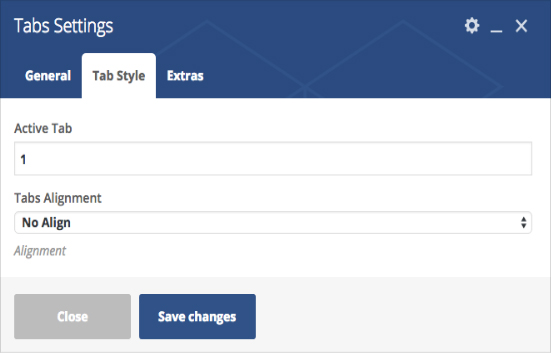 Tabs Settings
General Tab Style Extras
Active Tab
1
Tabs Alignment
No Align
Alignment
Close Save changes